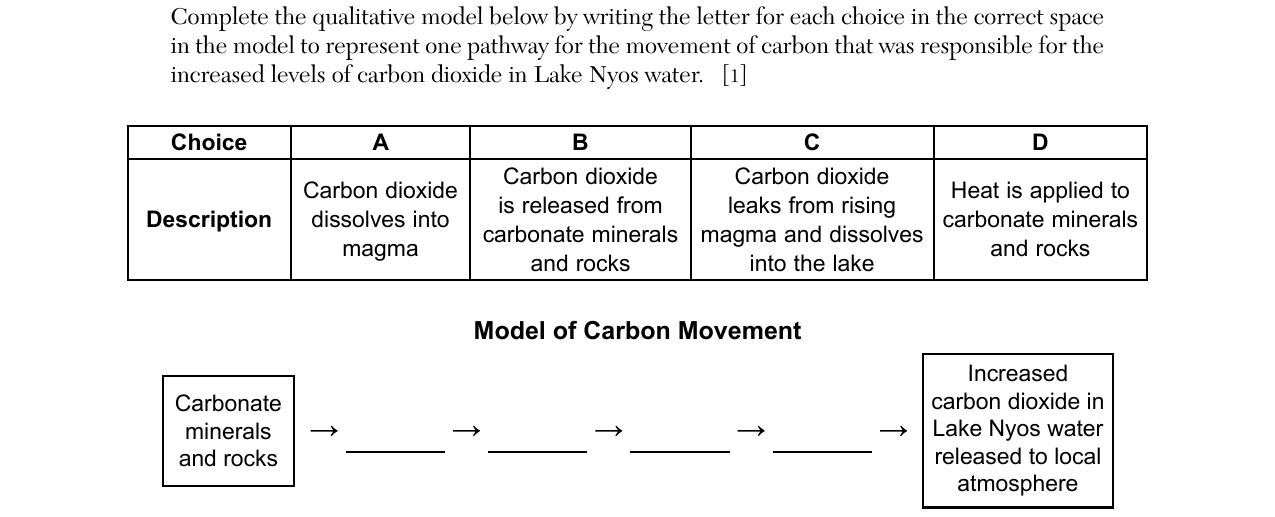 Complete the qualitative model below by writing the letter for each choice in the correct space
in the model to represent one pathway for the movement of carbon that was responsible for the
increased levels of carbon dioxide in Lake Nyos water. [1]
Choice A B C D
Description
Carbon dioxide
dissolves into
magma
Carbon dioxide
is released from
carbonate minerals
and rocks
Carbon dioxide
leaks from rising
magma and dissolves
into the lake
Heat is applied to
carbonate minerals
and rocks
Model of Carbon Movement
Carbonate
minerals
and rocks
→ → → → →
Increased
carbon dioxide in
Lake Nyos water
released to local
atmosphere